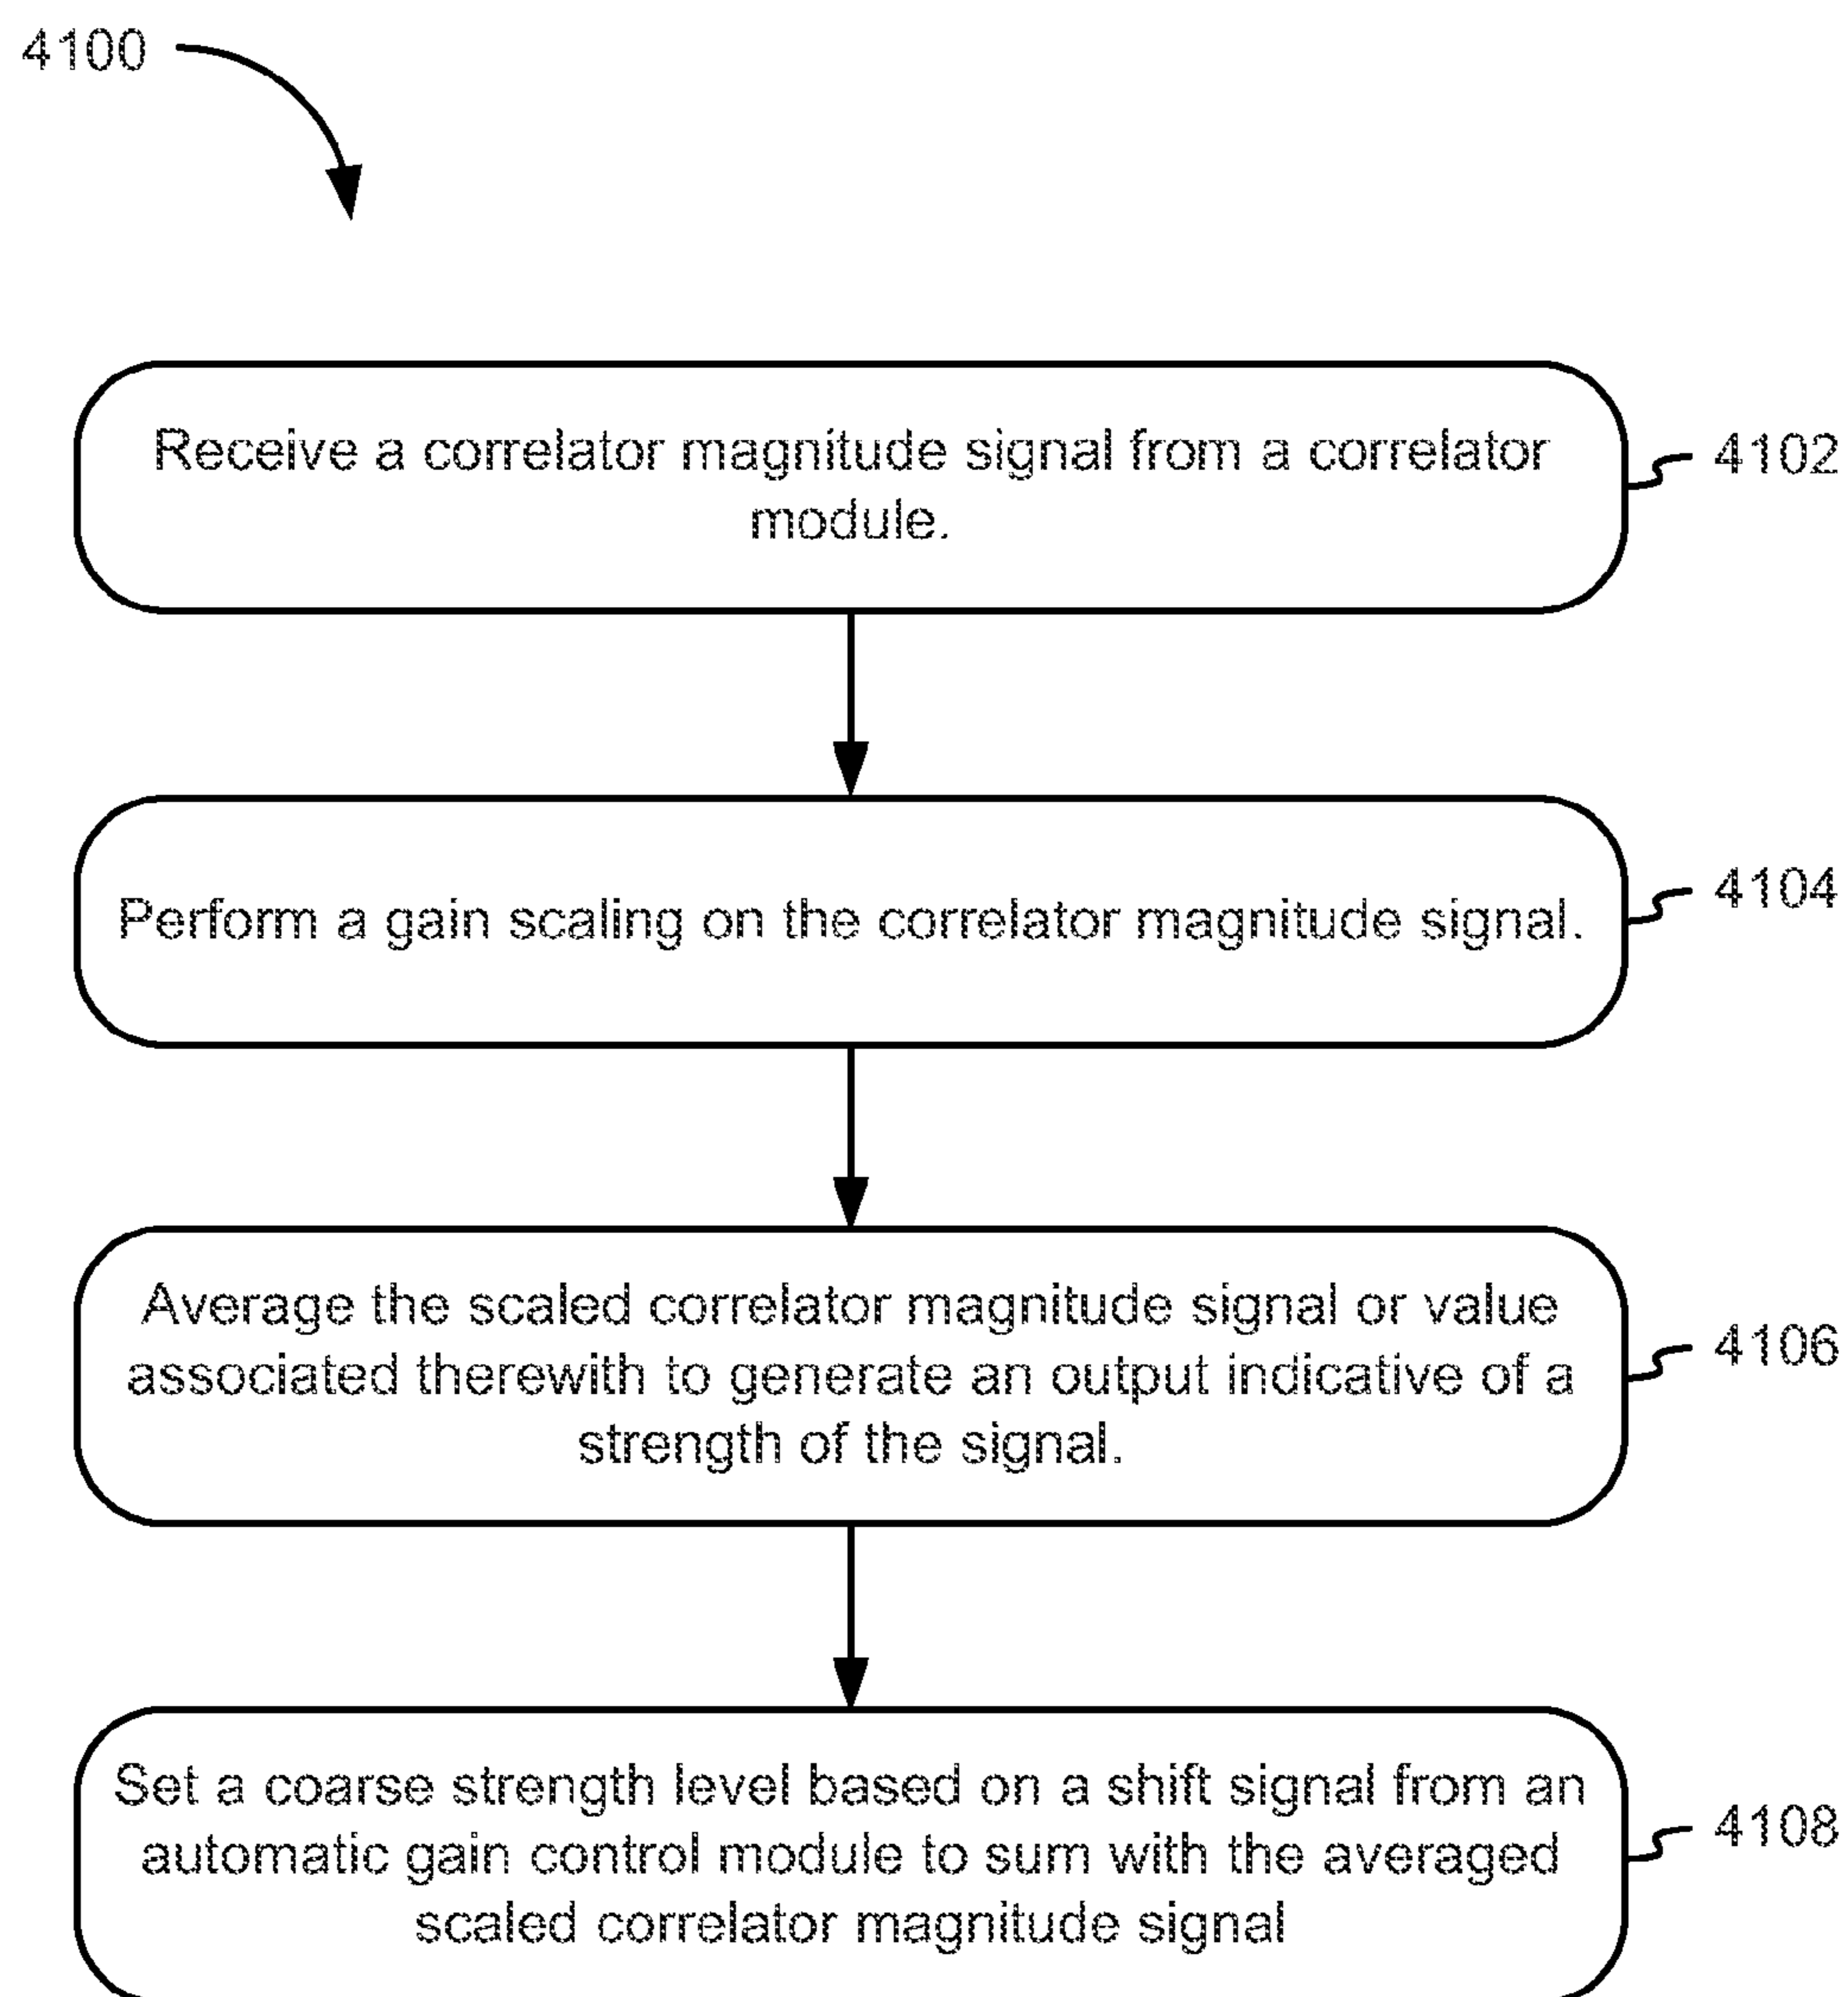 4100
Receive a correlator magnitude signal from a correlator
module.
4102
Perform a gain scaling on the correlator magnitude signal.
4104
Average the scaled correlator magnitude signal or value
associated therewith to generate an output indicative of a
strength of the signal.
4106
Set a coarse strength level based on a shift signal from an
automatic gain control module to sum with the averaged
scaled correlator magnitude signal
4108